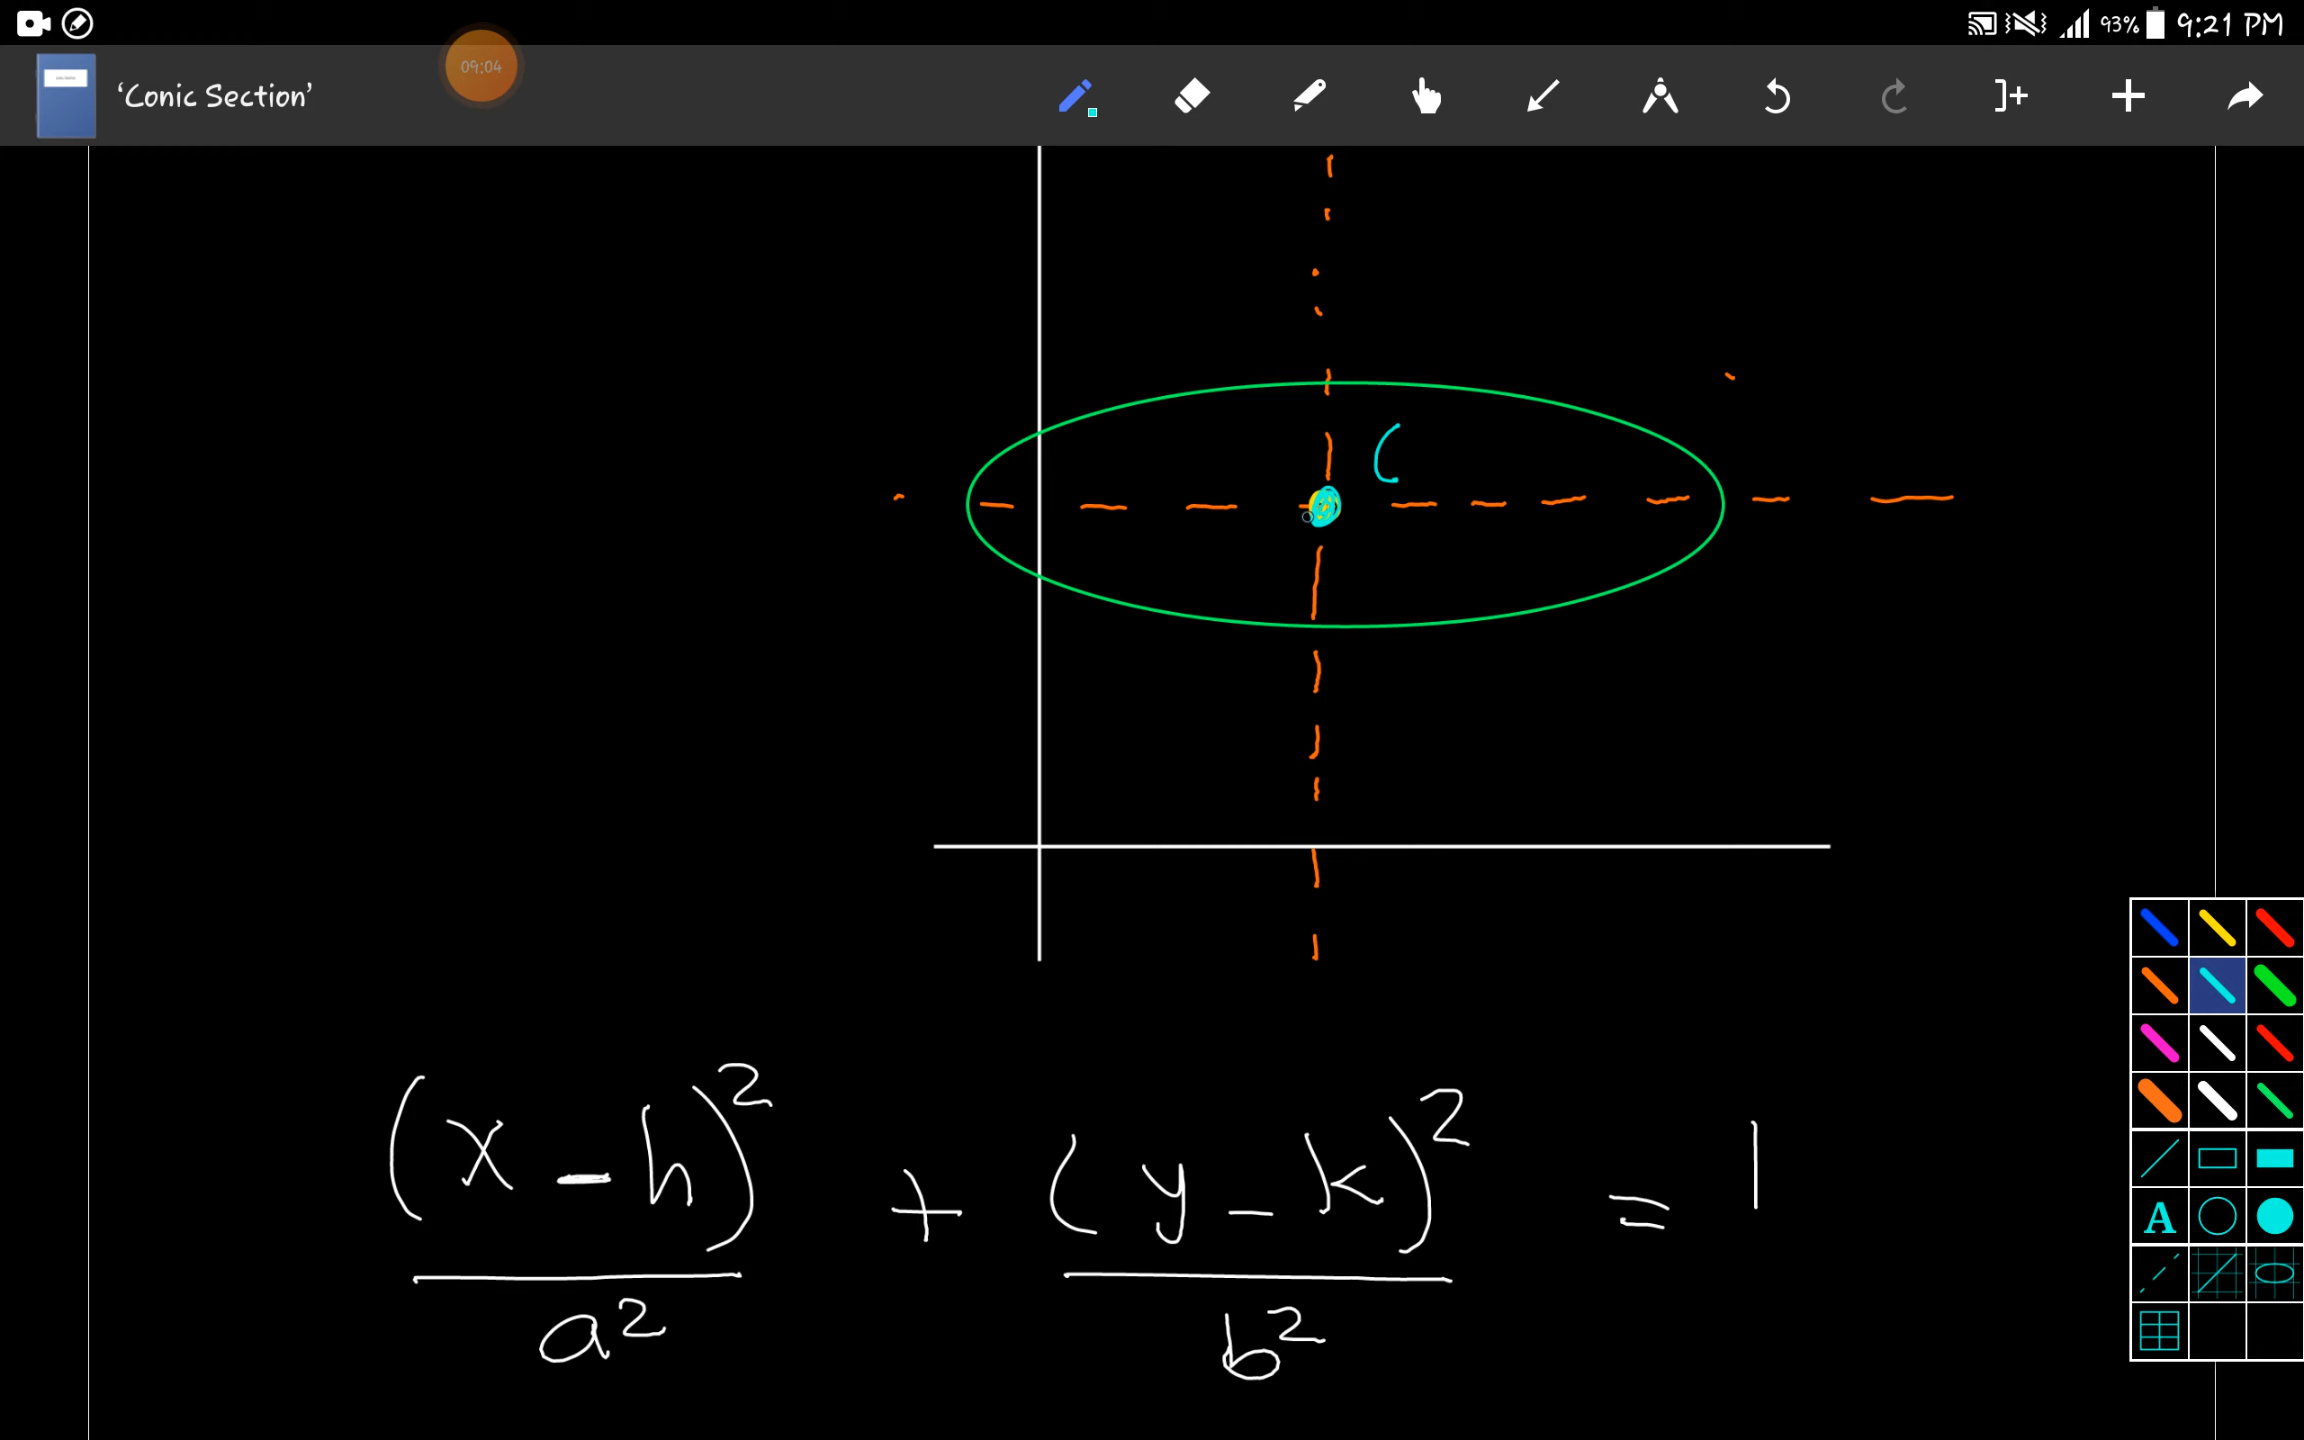 93% 9:21 PM
'Conic Section' 09:04
(
(x - h)² / a² + (y - k)² / b² = 1
A